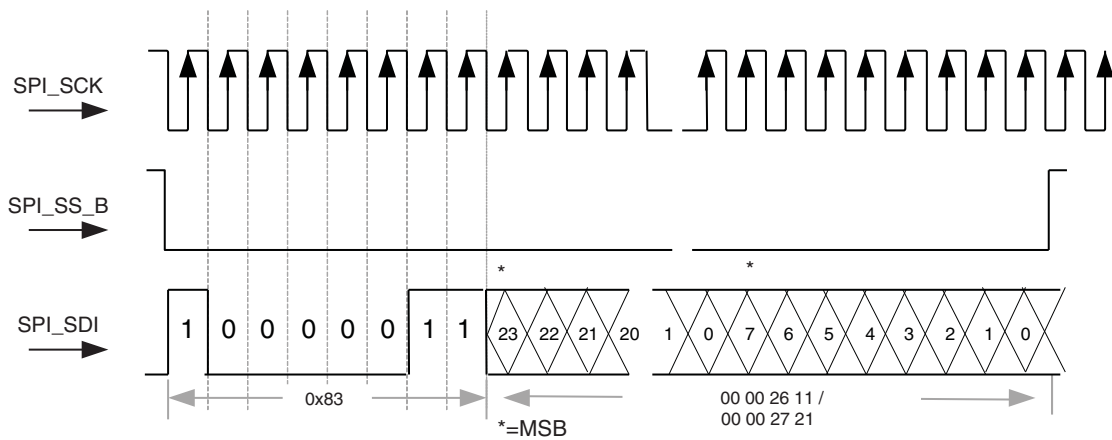 SPI_SCK
SPI_SS_B
* *
SPI_SDI
1 0 0 0 0 0 1 1 23 22 21 20 1 0 7 6 5 4 3 2 1 0
0x83
00 00 26 11 /
00 00 27 21
*=MSB